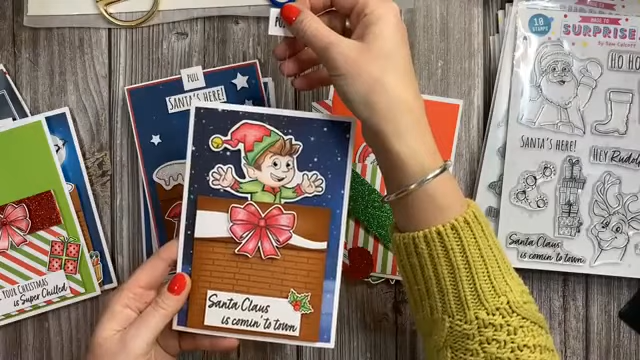 PULL
SANTA'S HERE!
Santa Claus
is comin' to town
YOUR CHRISTMAS
is Super Chilled
10
STAMPS
SURPRISE
HO HO
SANTA'S HERE!
HEY RUDOLPH
Santa Claus
is comin' to town